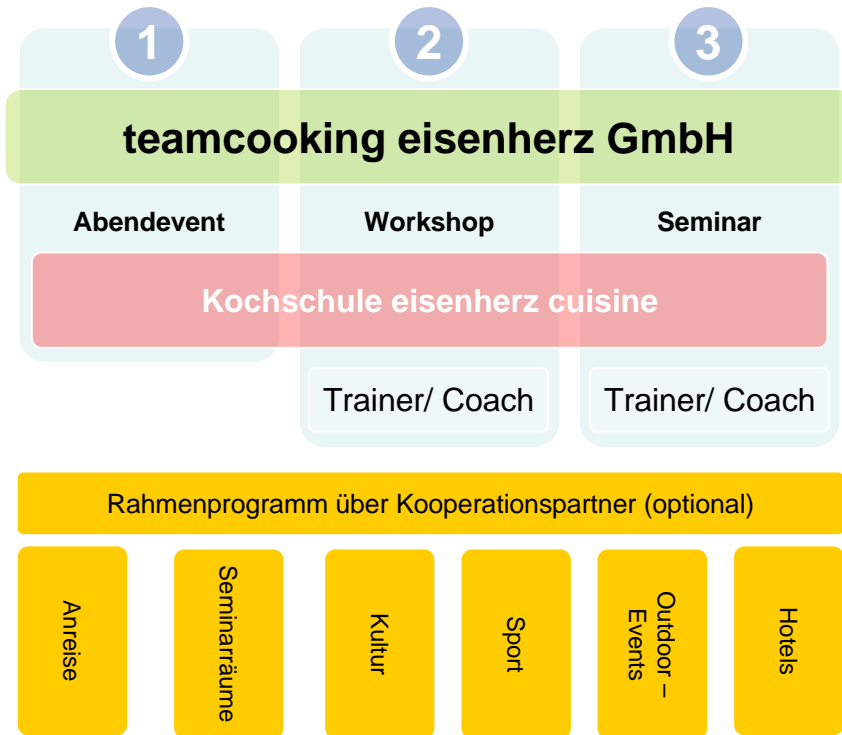 1
2
3
teamcooking eisenherz GmbH
Abendevent
Workshop
Seminar
Kochschule eisenherz cuisine
Trainer/ Coach
Trainer/ Coach
Rahmenprogramm über Kooperationspartner (optional)
Anreise
Seminarräume
Kultur
Sport
Outdoor –
Events
Hotels